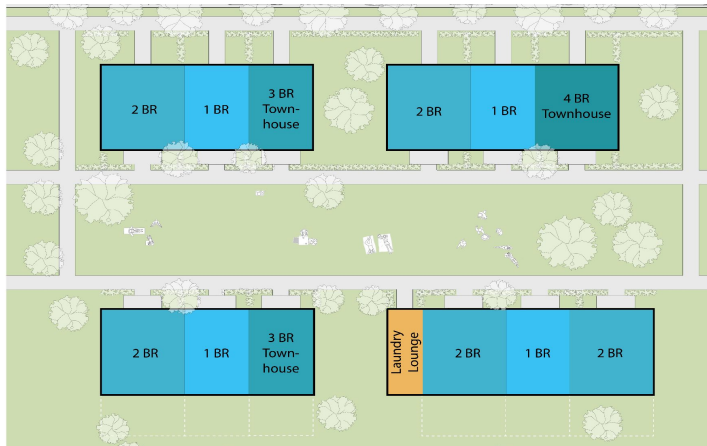 2 BR
1 BR
3 BR
Town-
house
2 BR
1 BR
4 BR
Townhouse
2 BR
1 BR
3 BR
Town-
house
Laundry
Lounge
2 BR
1 BR
2 BR